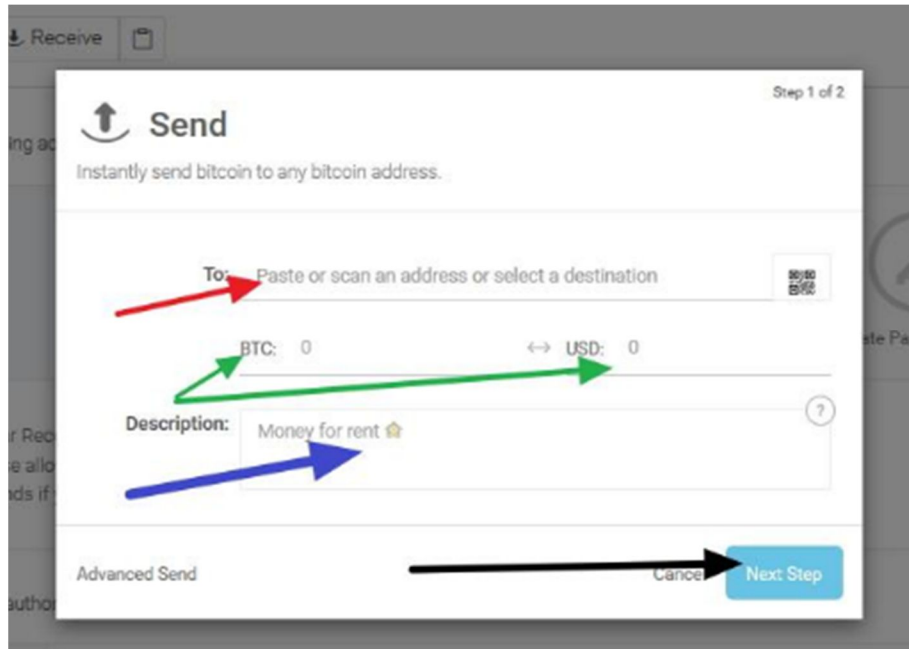 Receive
Step 1 of 2
Send
Instantly send bitcoin to any bitcoin address.
To: Paste or scan an address or select a destination
BTC: 0 ↔ USD: 0
Description: Money for rent
?
Advanced Send
Next Step